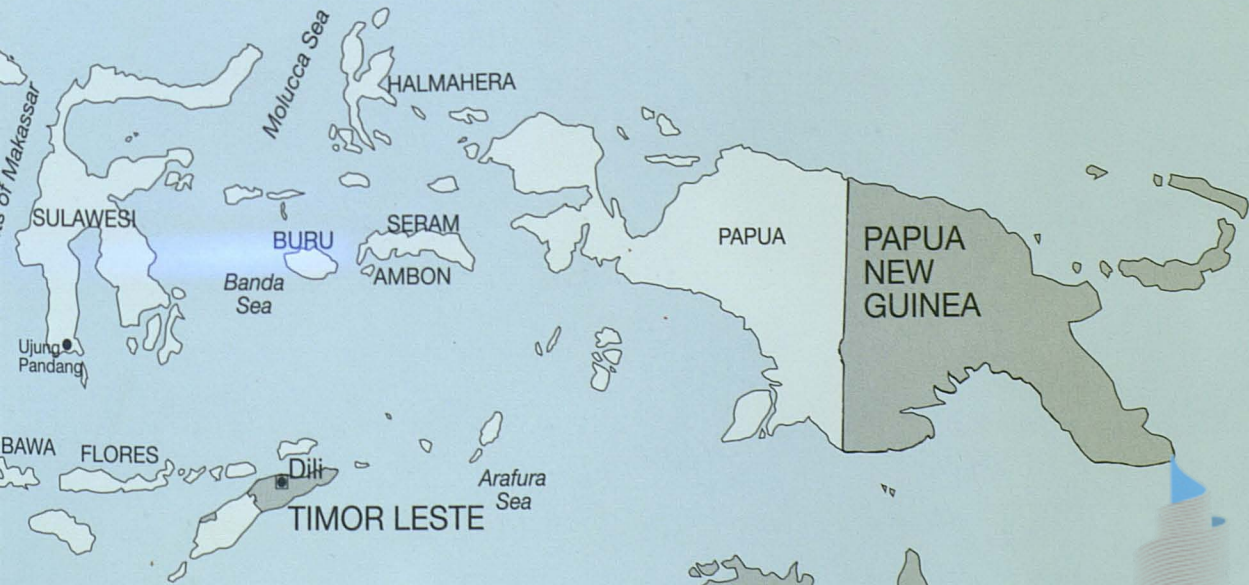 Molucca Sea
HALMAHERA
of Makassar
SULAWESI
BURU
SERAM
AMBON
Banda
Sea
PAPUA
PAPUA
NEW
GUINEA
Ujung
Pandang
BAWA
FLORES
Dili
TIMOR LESTE
Arafura
Sea